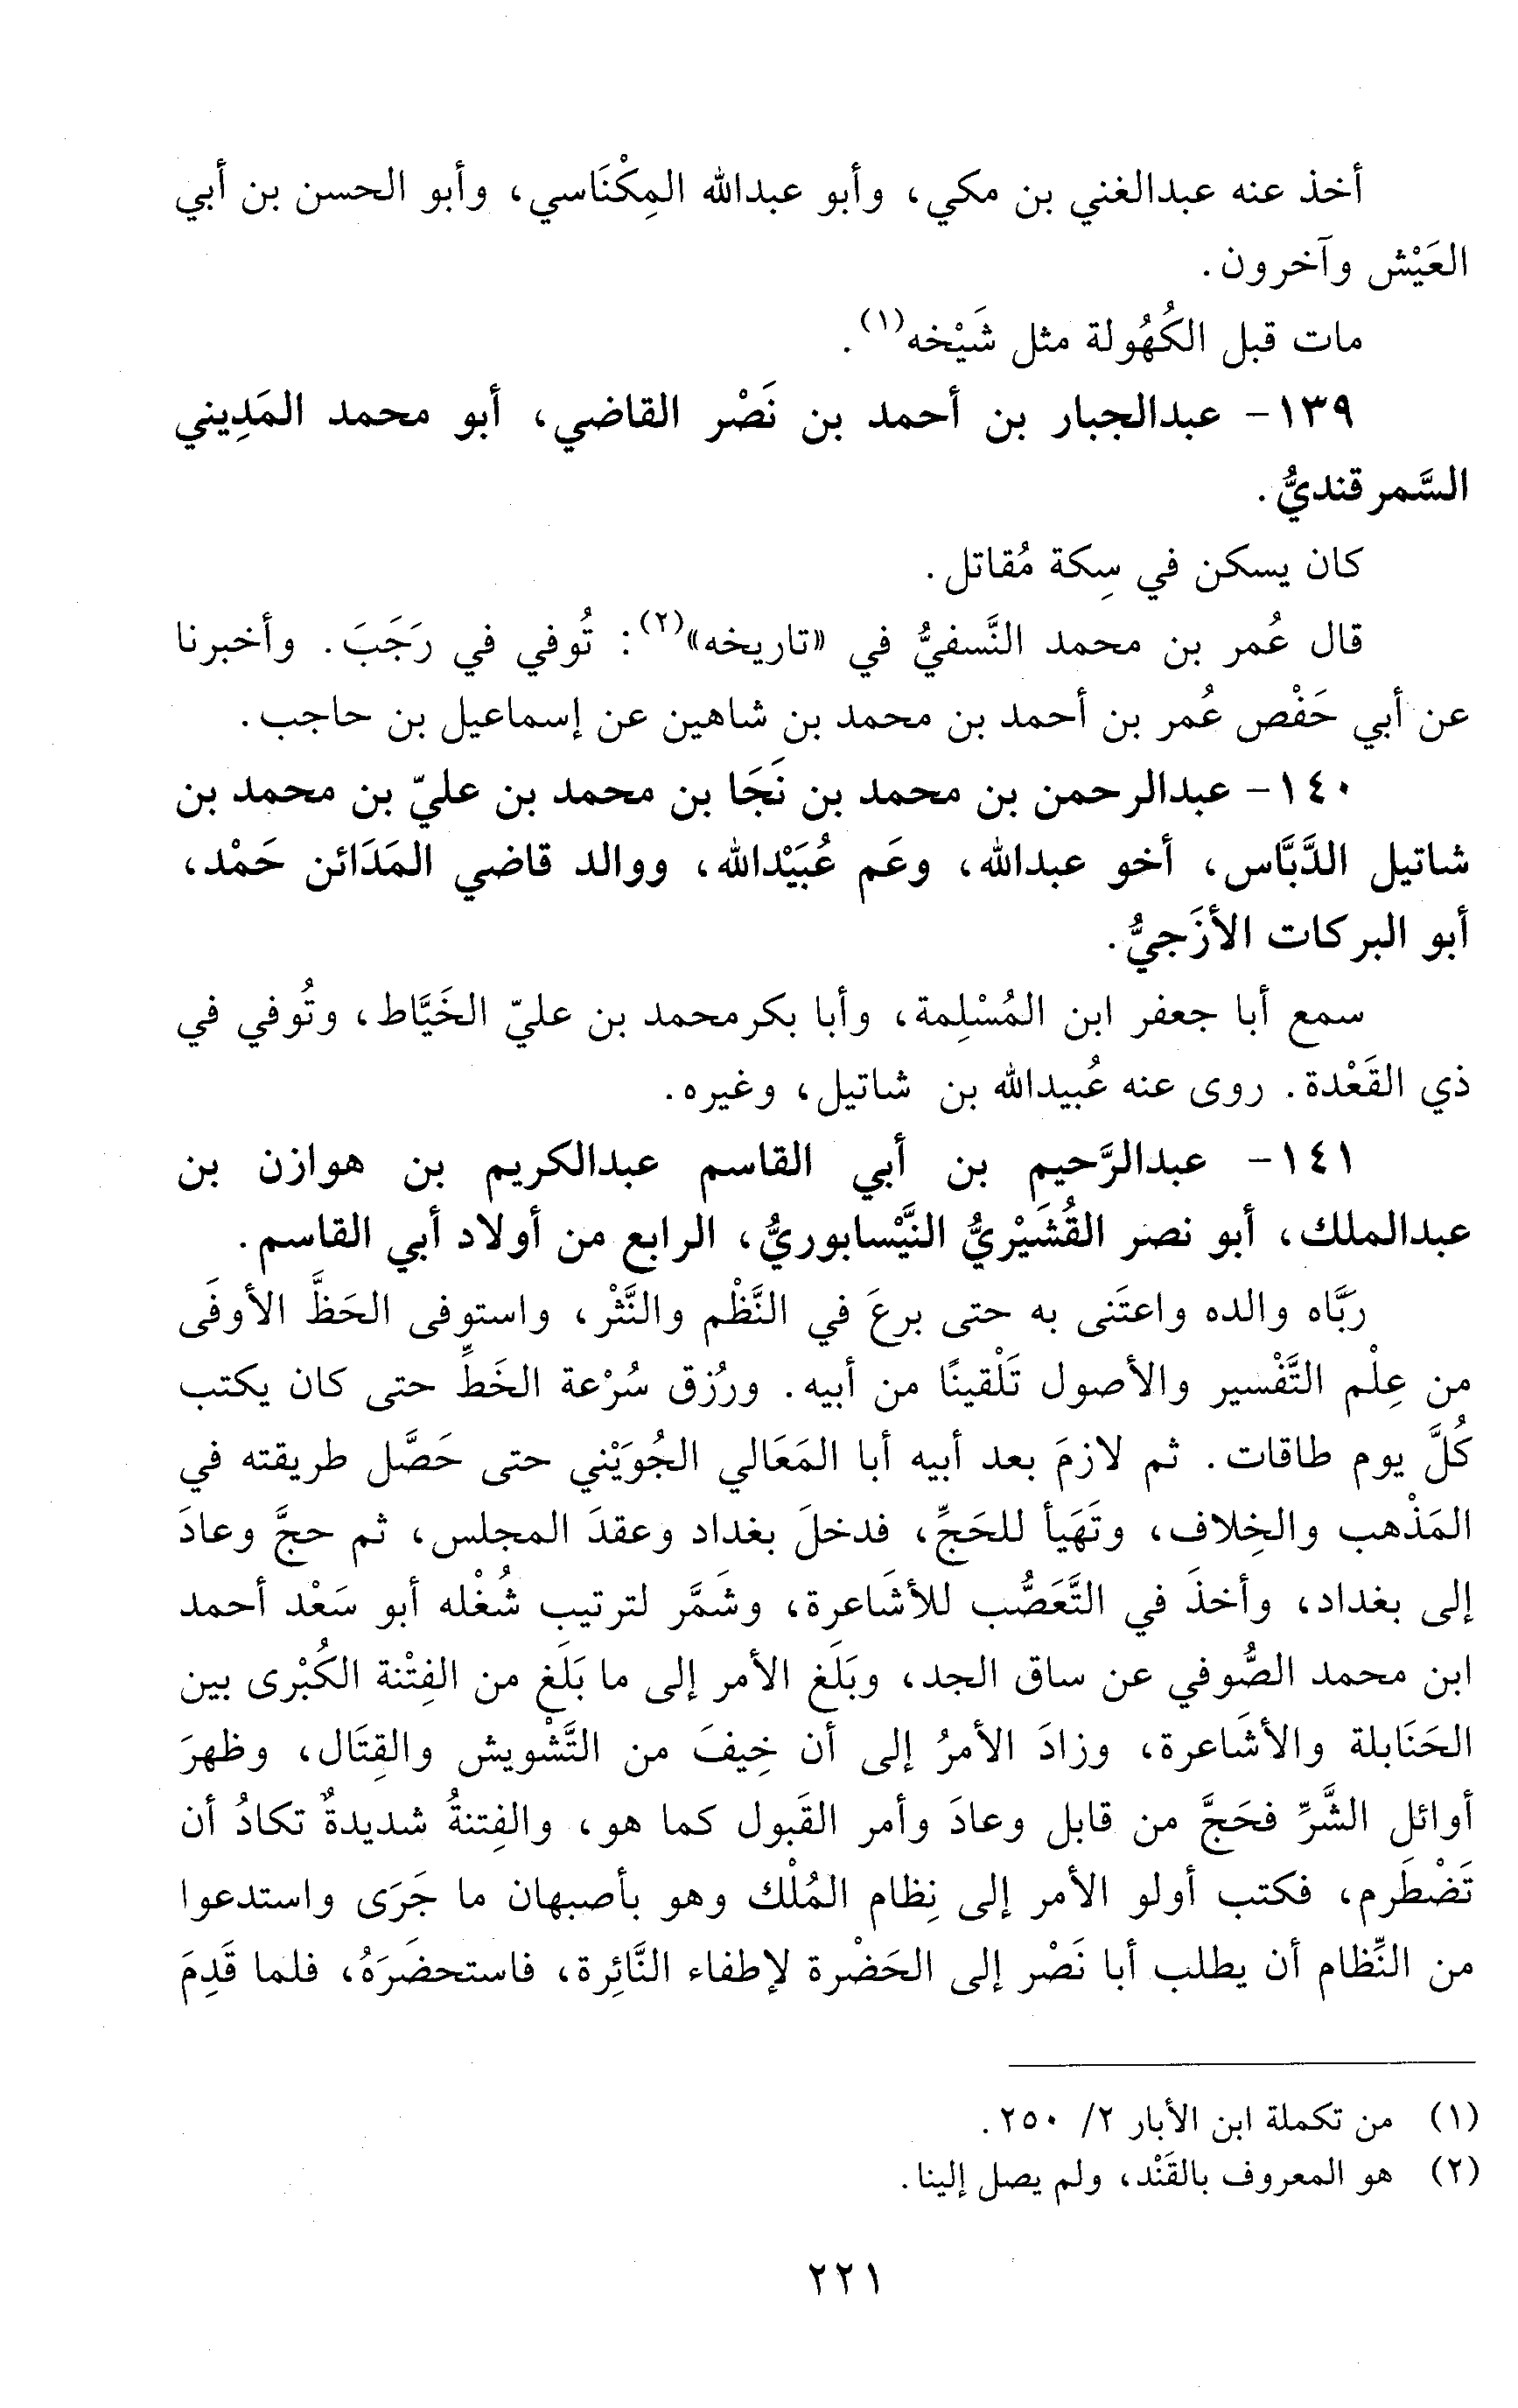 أخذ عنه عبدالغني بن مكي، وأبو عبدالله المِكْنَاسي، وأبو الحسن بن أبي
العَيْش وآخرون.
مات قبل الكُهُولة مثل شَيْخه(١).
١٣٩- عبدالجبار بن أحمد بن نَصْر القاضي، أبو محمد المَدِيني
السَّمرقنديُّ.
كان يسكن في سِكة مُقاتل.
قال عُمر بن محمد النَّسفيُّ في «تاريخه»(٢): تُوفي في رَجَبَ. وأخبرنا
عن أبي حَفْص عُمر بن أحمد بن محمد بن شاهين عن إسماعيل بن حاجب.
١٤٠- عبدالرحمن بن محمد بن نَجَا بن محمد بن عليّ بن محمد بن
شاتيل الدَّبَّاس، أخو عبدالله، وعَم عُبَيْدالله، ووالد قاضي المَدَائن حَمْد،
أبو البركات الأزَجيُّ.
سمع أبا جعفر ابن المُسْلِمة، وأبا بكرمحمد بن عليّ الخَيَّاط، وتُوفي في
ذي القَعْدة. روى عنه عُبيدالله بن شاتيل، وغيره.
١٤١- عبدالرَّحيم بن أبي القاسم عبدالكريم بن هوازن بن
عبدالملك، أبو نصر القُشَيْريُّ النَّيْسابوريُّ، الرابع من أولاد أبي القاسم.
ربَّاه والده واعتَنى به حتى برعَ في النَّظْم والنَّثْر، واستوفى الحَظَّ الأوفَى
من عِلْم التَّفْسير والأصول تَلْقينًا من أبيه. ورُزق سُرْعة الخَطِّ حتى كان يكتب
كُلَّ يوم طاقات. ثم لازمَ بعد أبيه أبا المَعَالي الجُوَيْني حتى حَصَّل طريقته في
المَذْهب والخِلاف، وتَهَيأ للحَجِّ، فدخلَ بغداد وعقدَ المجلس، ثم حجَّ وعادَ
إلى بغداد، وأخذَ في التَّعَصُّب للأشَاعرة، وشَمَّر لترتيب شُغْله أبو سَعْد أحمد
ابن محمد الصُّوفي عن ساق الجد، وبَلَغ الأمر إلى ما بَلَغ من الفِتْنة الكُبْرى بين
الحَنَابلة والأشَاعرة، وزادَ الأمرُ إلى أن خِيفَ من التَّشْويش والقِتَال، وظهرَ
أوائل الشَّرِّ فحَجَّ من قابل وعادَ وأمر القَبول كما هو، والفِتنةُ شديدةٌ تكادُ أن
تَضْطَرم، فكتب أولو الأمر إلى نِظام المُلْك وهو بأصبهان ما جَرَى واستدعوا
من النِّظام أن يطلب أبا نَصْر إلى الحَضْرة لإطفاء النَّائِرة، فاستحضَرَهُ، فلما قَدِمَ
(١) من تكملة ابن الأبار ٢/ ٢٥٠.
(٢) هو المعروف بالقَنْد، ولم يصل إلينا.
٢٢١